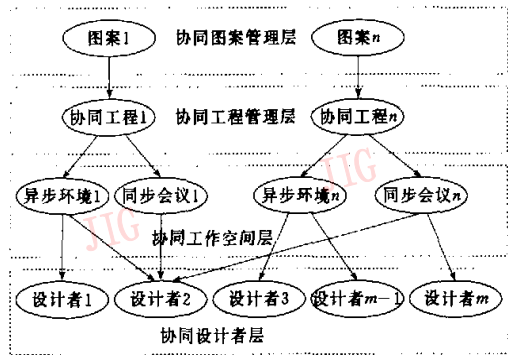 图案1 协同图案管理层 图案n
协同工程1 协同工程管理层 协同工程n
异步环境1 同步会议1 异步环境n 同步会议n
JIG JIG
协同工作空间层
设计者1 设计者2 设计者3 设计者m-1 设计者m
协同设计者层